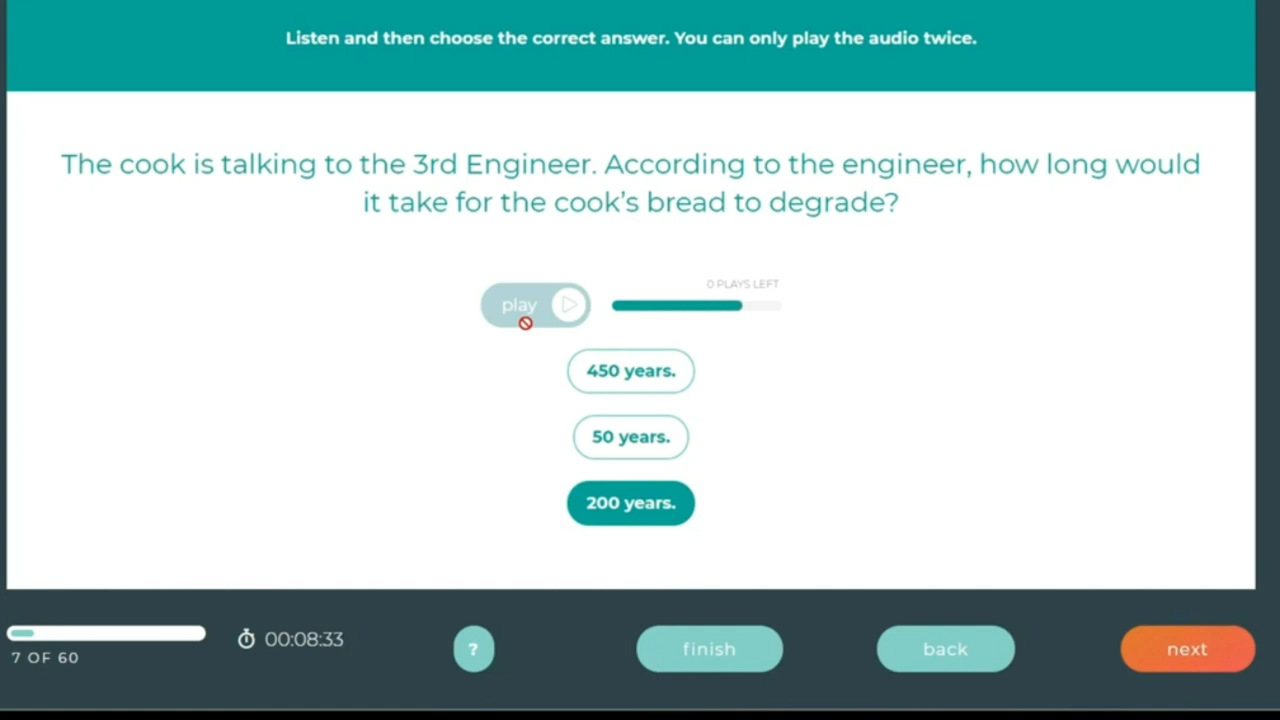 Listen and then choose the correct answer. You can only play the audio twice.
The cook is talking to the 3rd Engineer. According to the engineer, how long would
it take for the cook's bread to degrade?
0 PLAYS LEFT
play
450 years.
50 years.
200 years.
00:08:33
7 OF 60
?
finish
back
next